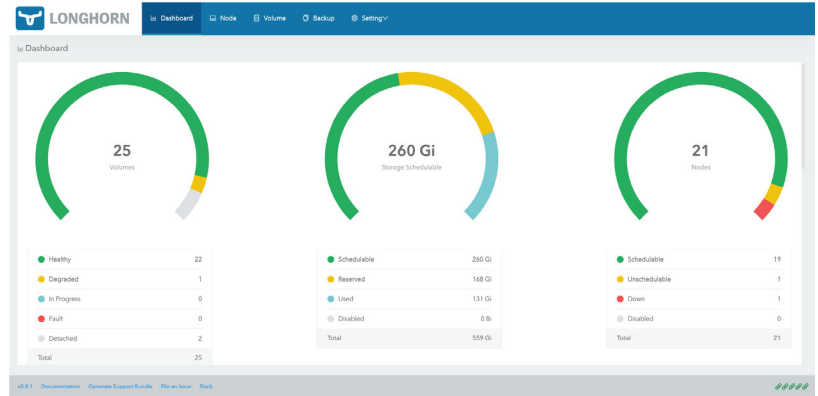 LONGHORN
Dashboard Node Volume Backup Setting
Dashboard
25
Volumes
260 Gi
Storage Schedulable
21
Nodes
Healthy 22
Degraded 1
In Progress 0
Fault 0
Detached 2
Total 25
Schedulable 260 Gi
Reserved 168 Gi
Used 131 Gi
Disabled 0 Bi
Total 559 Gi
Schedulable 19
Unschedulable 1
Down 1
Disabled 0
Total 21
v0.8.1 Documentation Generate Support Bundle File an Issue Slack